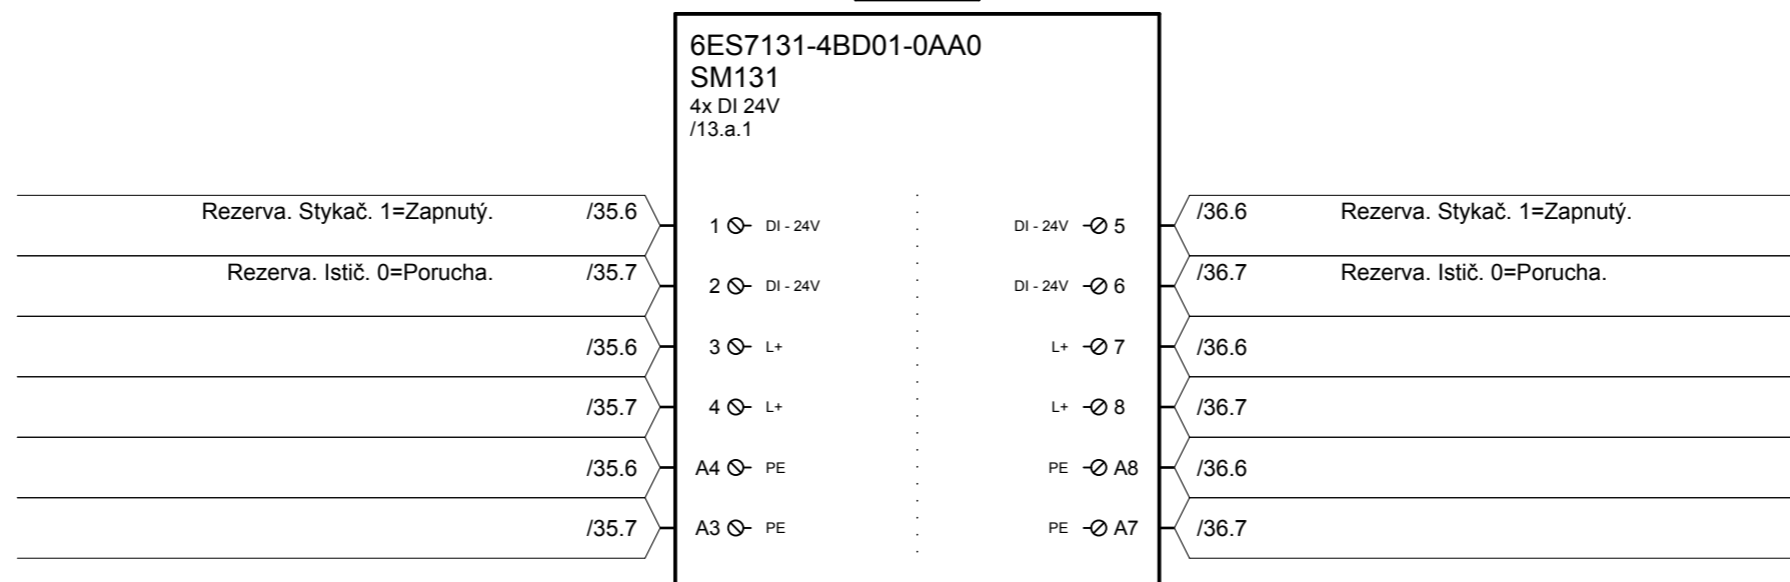 6ES7131-4BD01-0AA0
SM131
4x DI 24V
/13.a.1
Rezerva. Stykač. 1=Zapnutý. /35.6 1 DI - 24V DI - 24V 5 /36.6 Rezerva. Stykač. 1=Zapnutý.
Rezerva. Istič. 0=Porucha. /35.7 2 DI - 24V DI - 24V 6 /36.7 Rezerva. Istič. 0=Porucha.
/35.6 3 L+ L+ 7 /36.6
/35.7 4 L+ L+ 8 /36.7
/35.6 A4 PE PE A8 /36.6
/35.7 A3 PE PE A7 /36.7